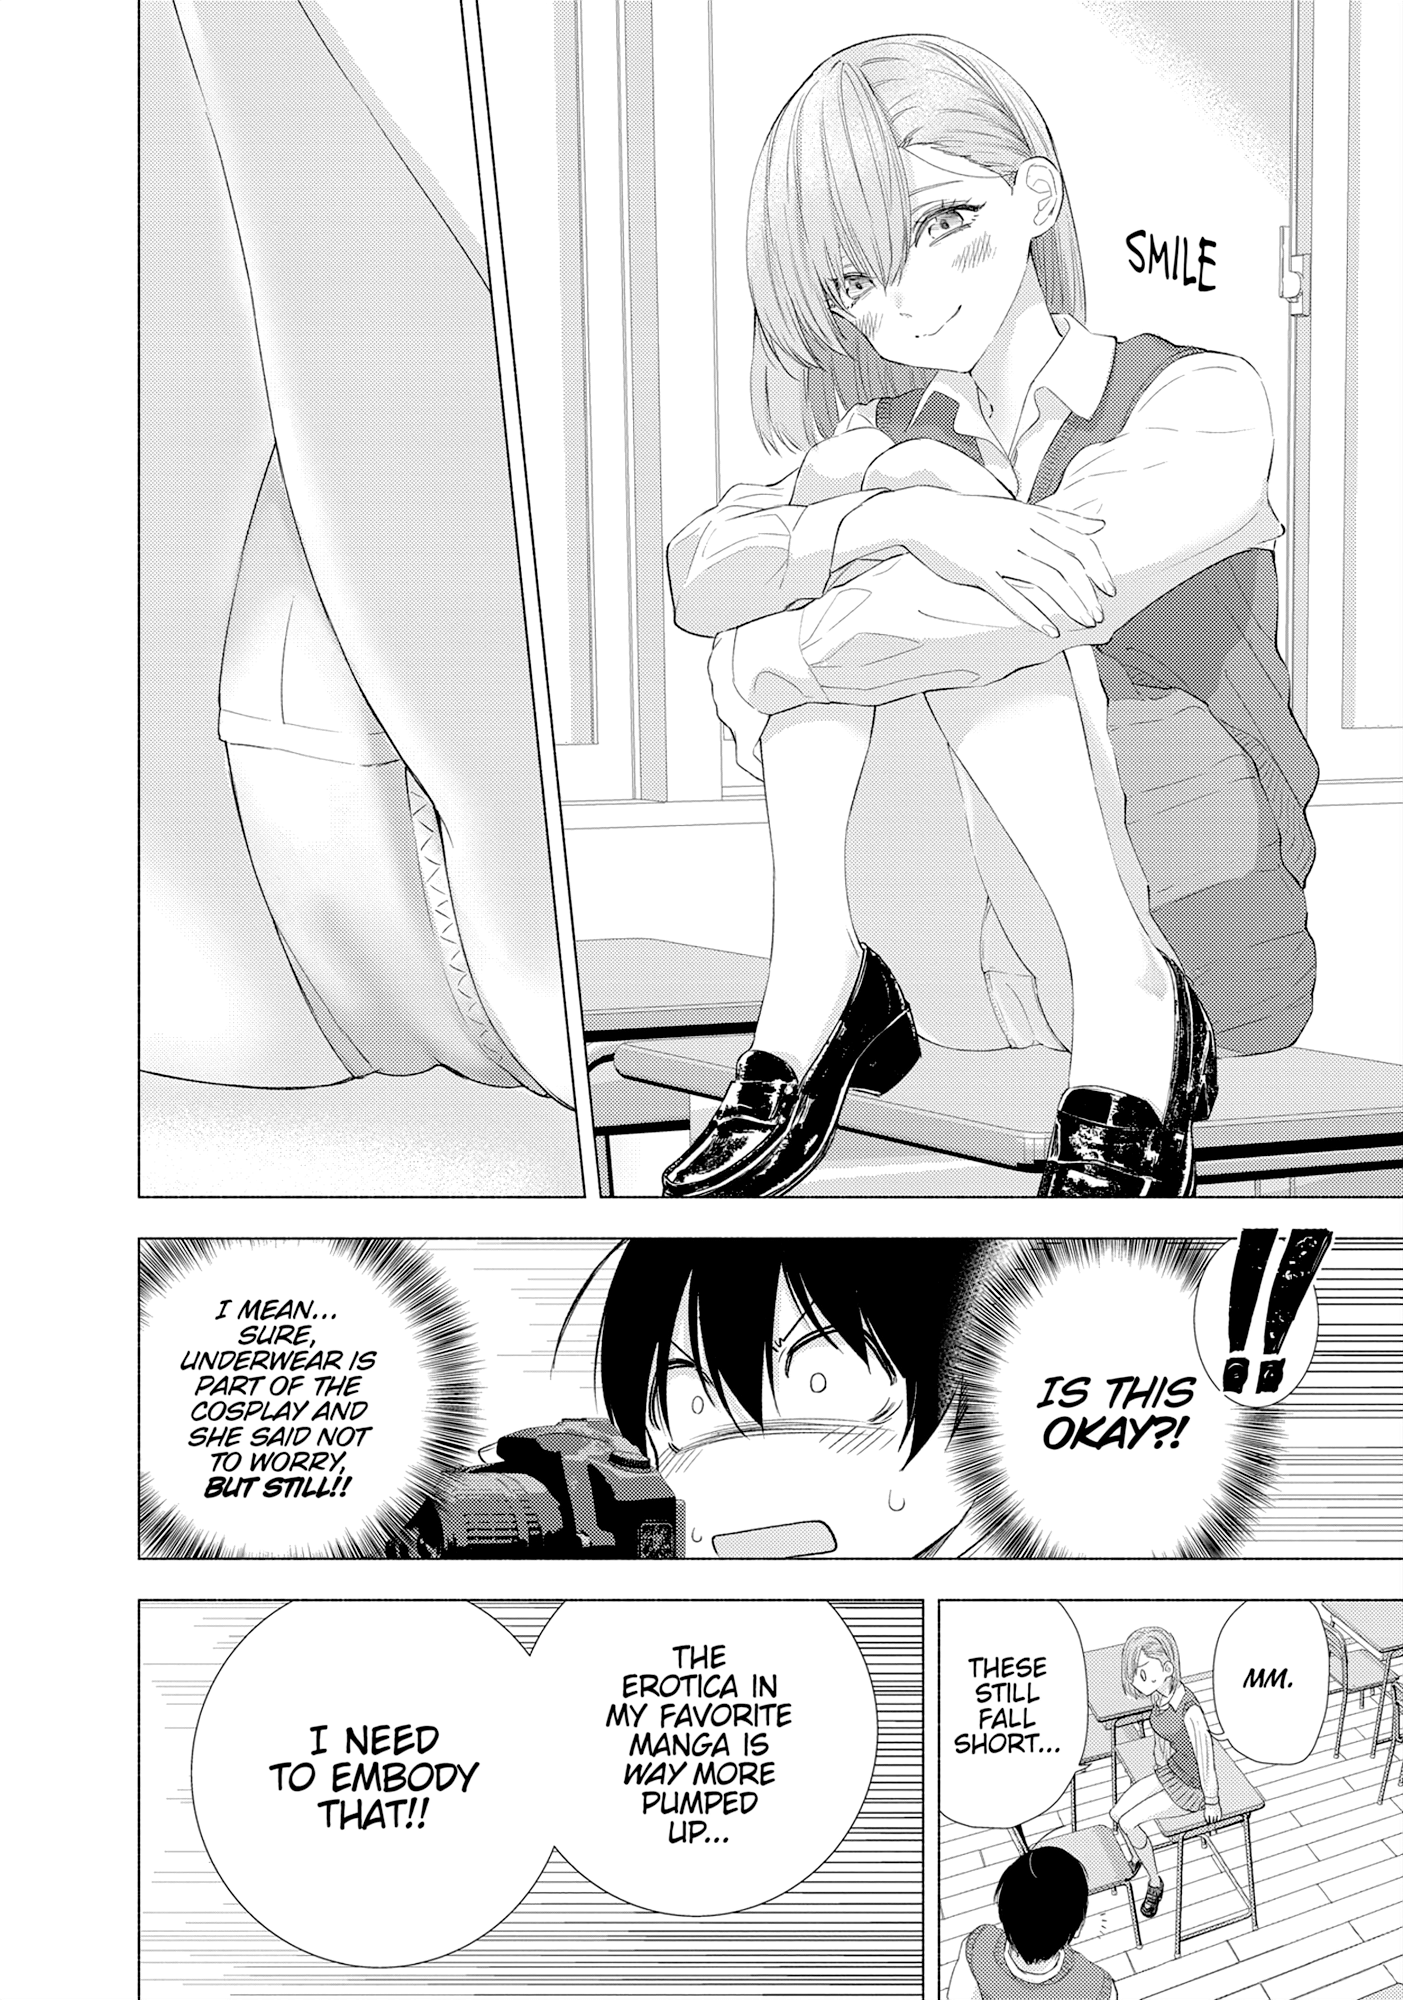 SMILE
!!
IS THIS
OKAY?!
I MEAN...
SURE,
UNDERWEAR IS
PART OF THE
COSPLAY AND
SHE SAID NOT
TO WORRY,
BUT STILL!!
MM.
THESE
STILL
FALL
SHORT...
THE
EROTICA IN
MY FAVORITE
MANGA IS
WAY MORE
PUMPED
UP...
I NEED
TO EMBODY
THAT!!